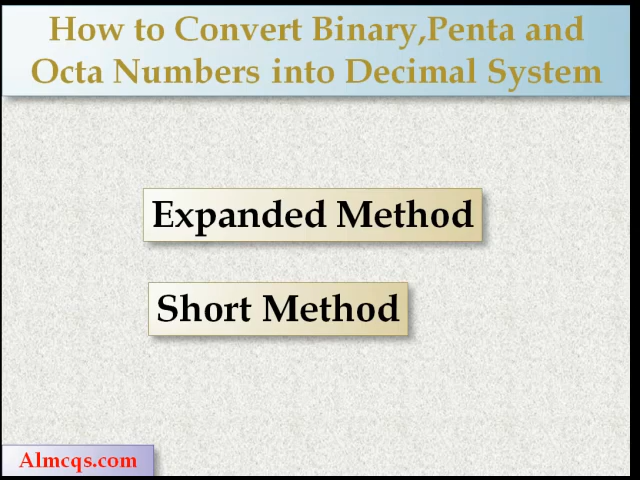 How to Convert Binary,Penta and
Octa Numbers into Decimal System
Expanded Method
Short Method
Almcqs.com